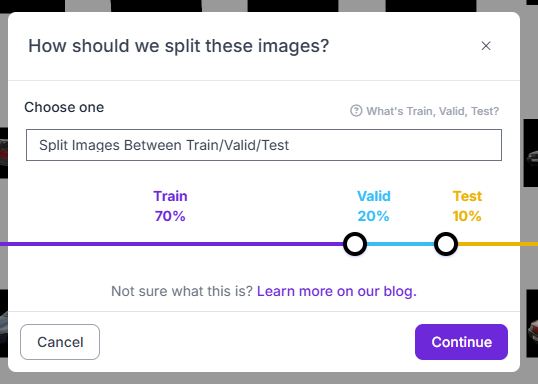 How should we split these images?
Choose one
What's Train, Valid, Test?
Split Images Between Train/Valid/Test
Train
70%
Valid
20%
Test
10%
Not sure what this is? Learn more on our blog.
Cancel
Continue